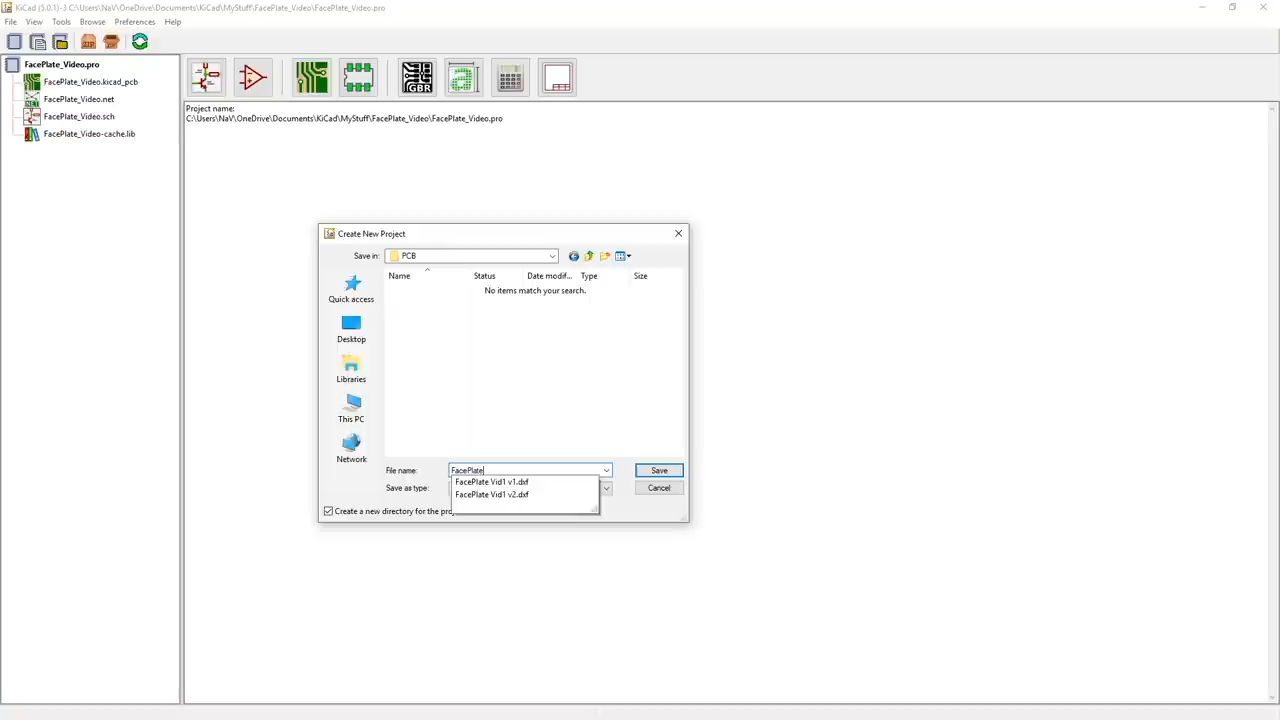 KiCad (5.0.1)-3 C:\Users\NaV\OneDrive\Documents\KiCad\MyStuff\FacePlate_Video\FacePlate_Video.pro
File View Tools Browse Preferences Help
FacePlate_Video.pro
FacePlate_Video.kicad_pcb
FacePlate_Video.net
FacePlate_Video.sch
FacePlate_Video-cache.lib
Project name:
C:\Users\NaV\OneDrive\Documents\KiCad\MyStuff\FacePlate_Video\FacePlate_Video.pro
Create New Project
Save in: PCB
Name Status Date modif... Type Size
No items match your search.
Quick access
Desktop
Libraries
This PC
Network
File name: FacePlate Save
FacePlate Vid1 v1.dxf
Save as type: Cancel
FacePlate Vid1 v2.dxf
Create a new directory for the proj